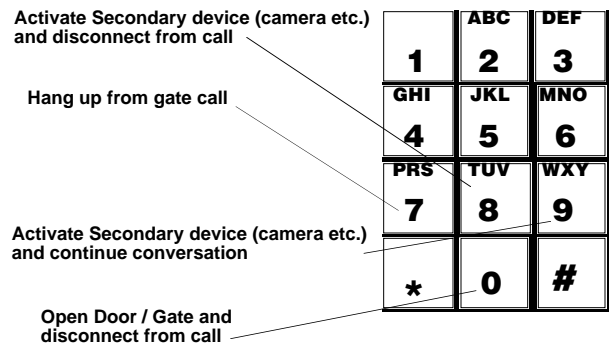 Activate Secondary device (camera etc.)
and disconnect from call
Hang up from gate call
Activate Secondary device (camera etc.)
and continue conversation
Open Door / Gate and
disconnect from call
ABC DEF
1 2 3
GHI JKL MNO
4 5 6
PRS TUV WXY
7 8 9
* 0 #